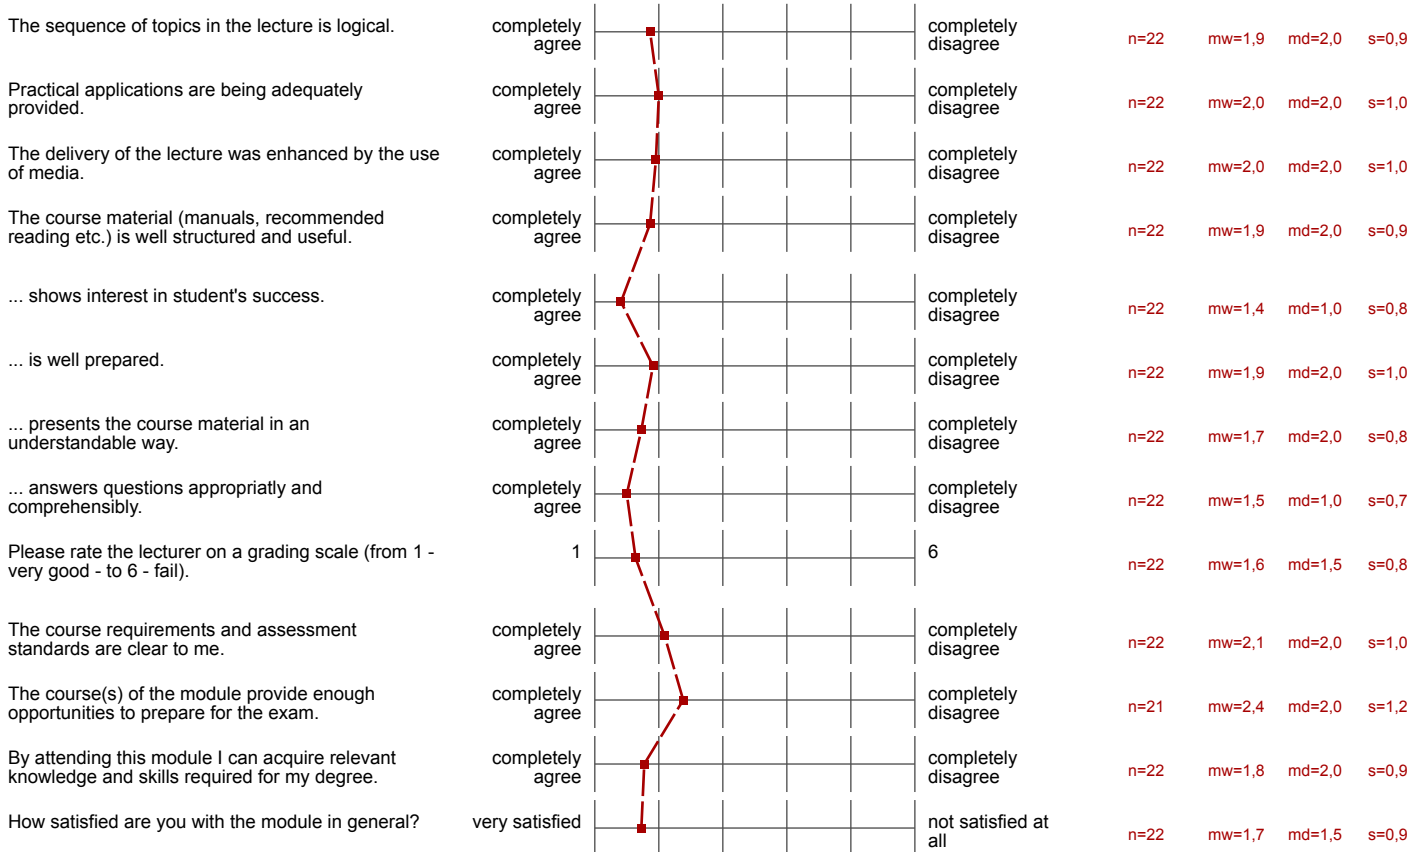 The sequence of topics in the lecture is logical.
completely
agree
completely
disagree
n=22 mw=1,9 md=2,0 s=0,9
Practical applications are being adequately
provided.
completely
agree
completely
disagree
n=22 mw=2,0 md=2,0 s=1,0
The delivery of the lecture was enhanced by the use
of media.
completely
agree
completely
disagree
n=22 mw=2,0 md=2,0 s=1,0
The course material (manuals, recommended
reading etc.) is well structured and useful.
completely
agree
completely
disagree
n=22 mw=1,9 md=2,0 s=0,9
... shows interest in student's success.
completely
agree
completely
disagree
n=22 mw=1,4 md=1,0 s=0,8
... is well prepared.
completely
agree
completely
disagree
n=22 mw=1,9 md=2,0 s=1,0
... presents the course material in an
understandable way.
completely
agree
completely
disagree
n=22 mw=1,7 md=2,0 s=0,8
... answers questions appropriatly and
comprehensibly.
completely
agree
completely
disagree
n=22 mw=1,5 md=1,0 s=0,7
Please rate the lecturer on a grading scale (from 1 -
very good - to 6 - fail).
1
6
n=22 mw=1,6 md=1,5 s=0,8
The course requirements and assessment
standards are clear to me.
completely
agree
completely
disagree
n=22 mw=2,1 md=2,0 s=1,0
The course(s) of the module provide enough
opportunities to prepare for the exam.
completely
agree
completely
disagree
n=21 mw=2,4 md=2,0 s=1,2
By attending this module I can acquire relevant
knowledge and skills required for my degree.
completely
agree
completely
disagree
n=22 mw=1,8 md=2,0 s=0,9
How satisfied are you with the module in general?
very satisfied
not satisfied at
all
n=22 mw=1,7 md=1,5 s=0,9